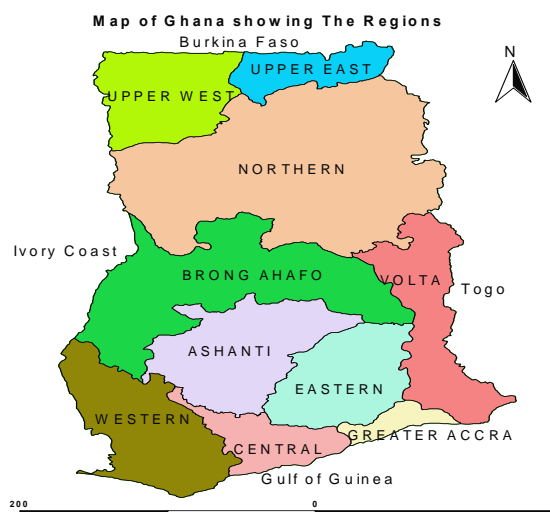 Map of Ghana showing The Regions
Burkina Faso
N
UPPER EAST
UPPER WEST
NORTHERN
Ivory Coast
BRONG AHAFO
VOLTA
Togo
ASHANTI
EASTERN
WESTERN
GREATER ACCRA
CENTRAL
Gulf of Guinea
200 0